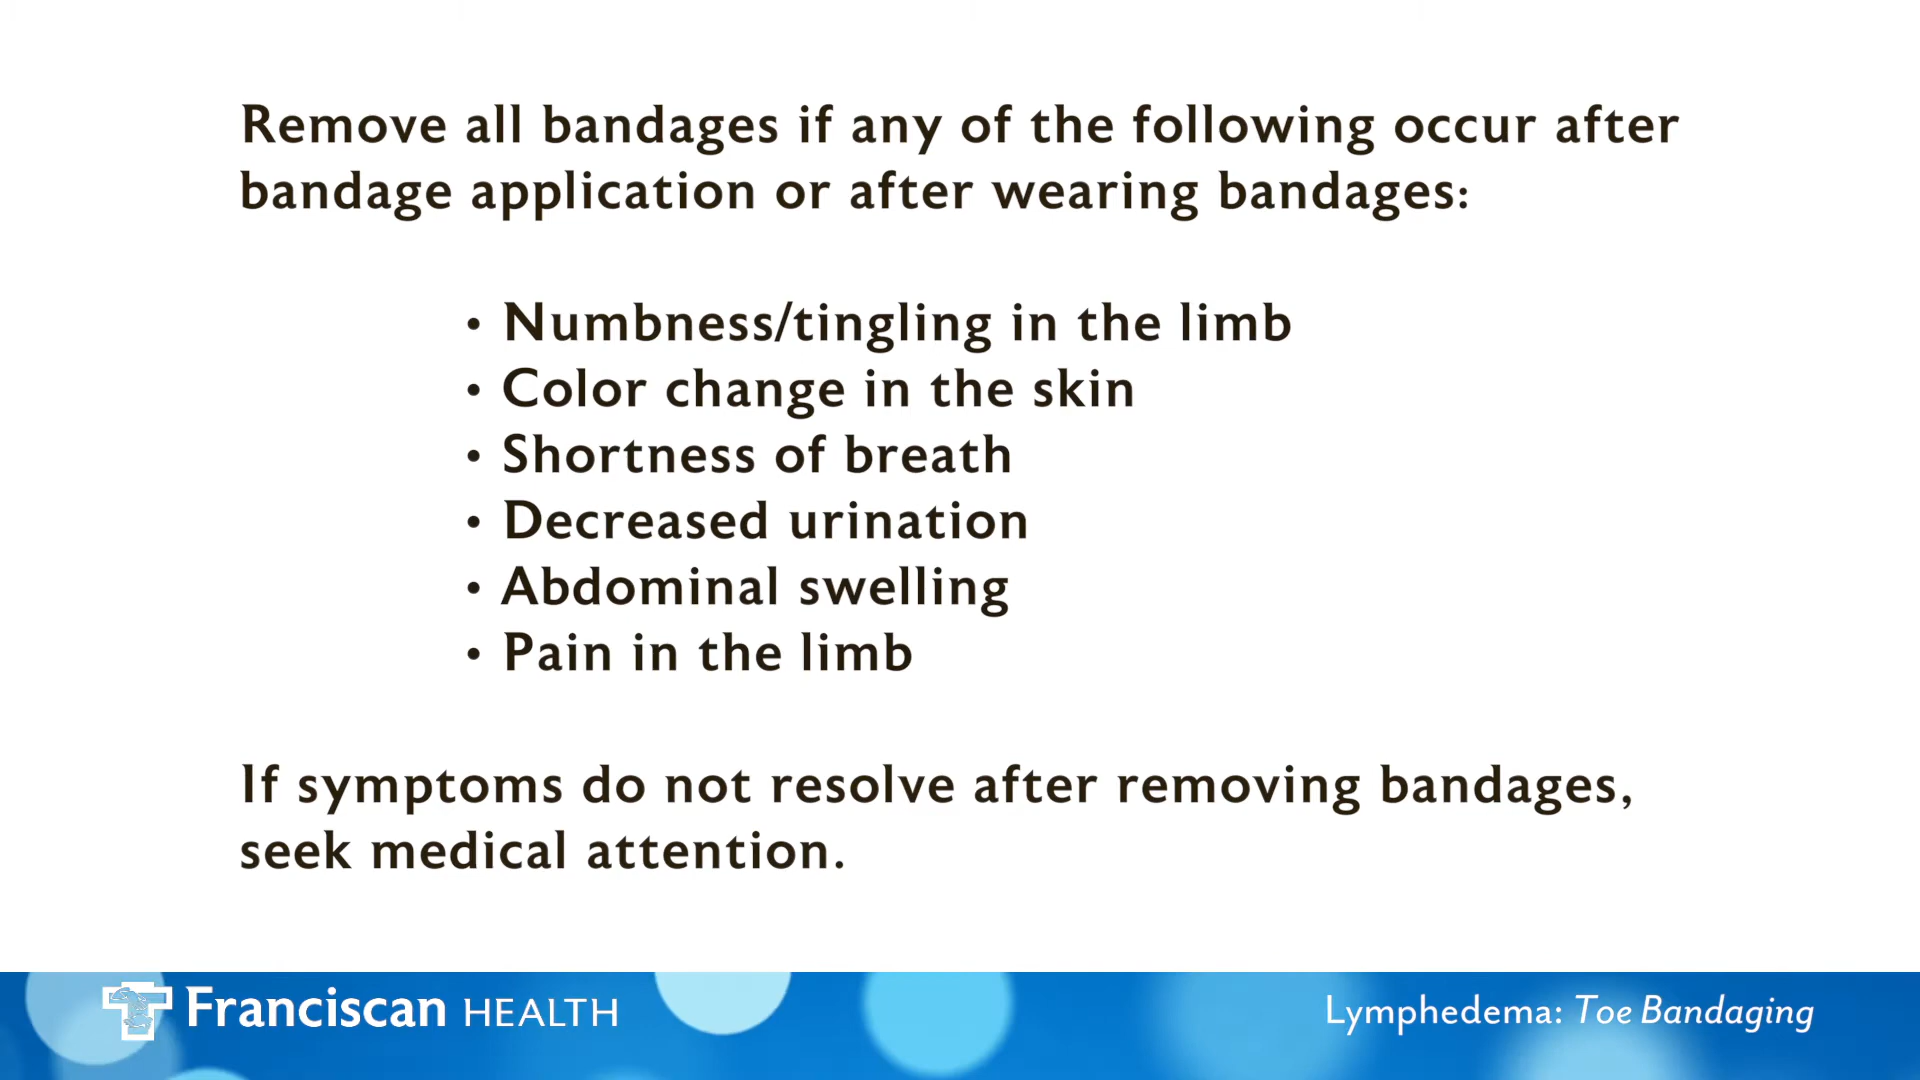 Remove all bandages if any of the following occur after
bandage application or after wearing bandages:
• Numbness/tingling in the limb
• Color change in the skin
• Shortness of breath
• Decreased urination
• Abdominal swelling
• Pain in the limb
If symptoms do not resolve after removing bandages,
seek medical attention.
Franciscan HEALTH
Lymphedema: Toe Bandaging